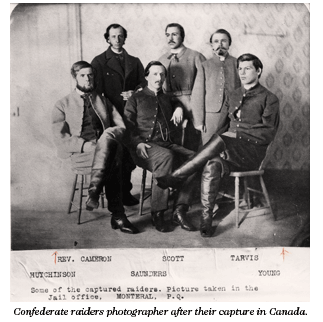 REV. CAMERON SCOTT TARVIS
HUTCHINSON SAUNDERS YOUNG
Some of the captured raiders. Picture taken in the
Jail office, MONTREAL, P.Q.
Confederate raiders photographer after their capture in Canada.